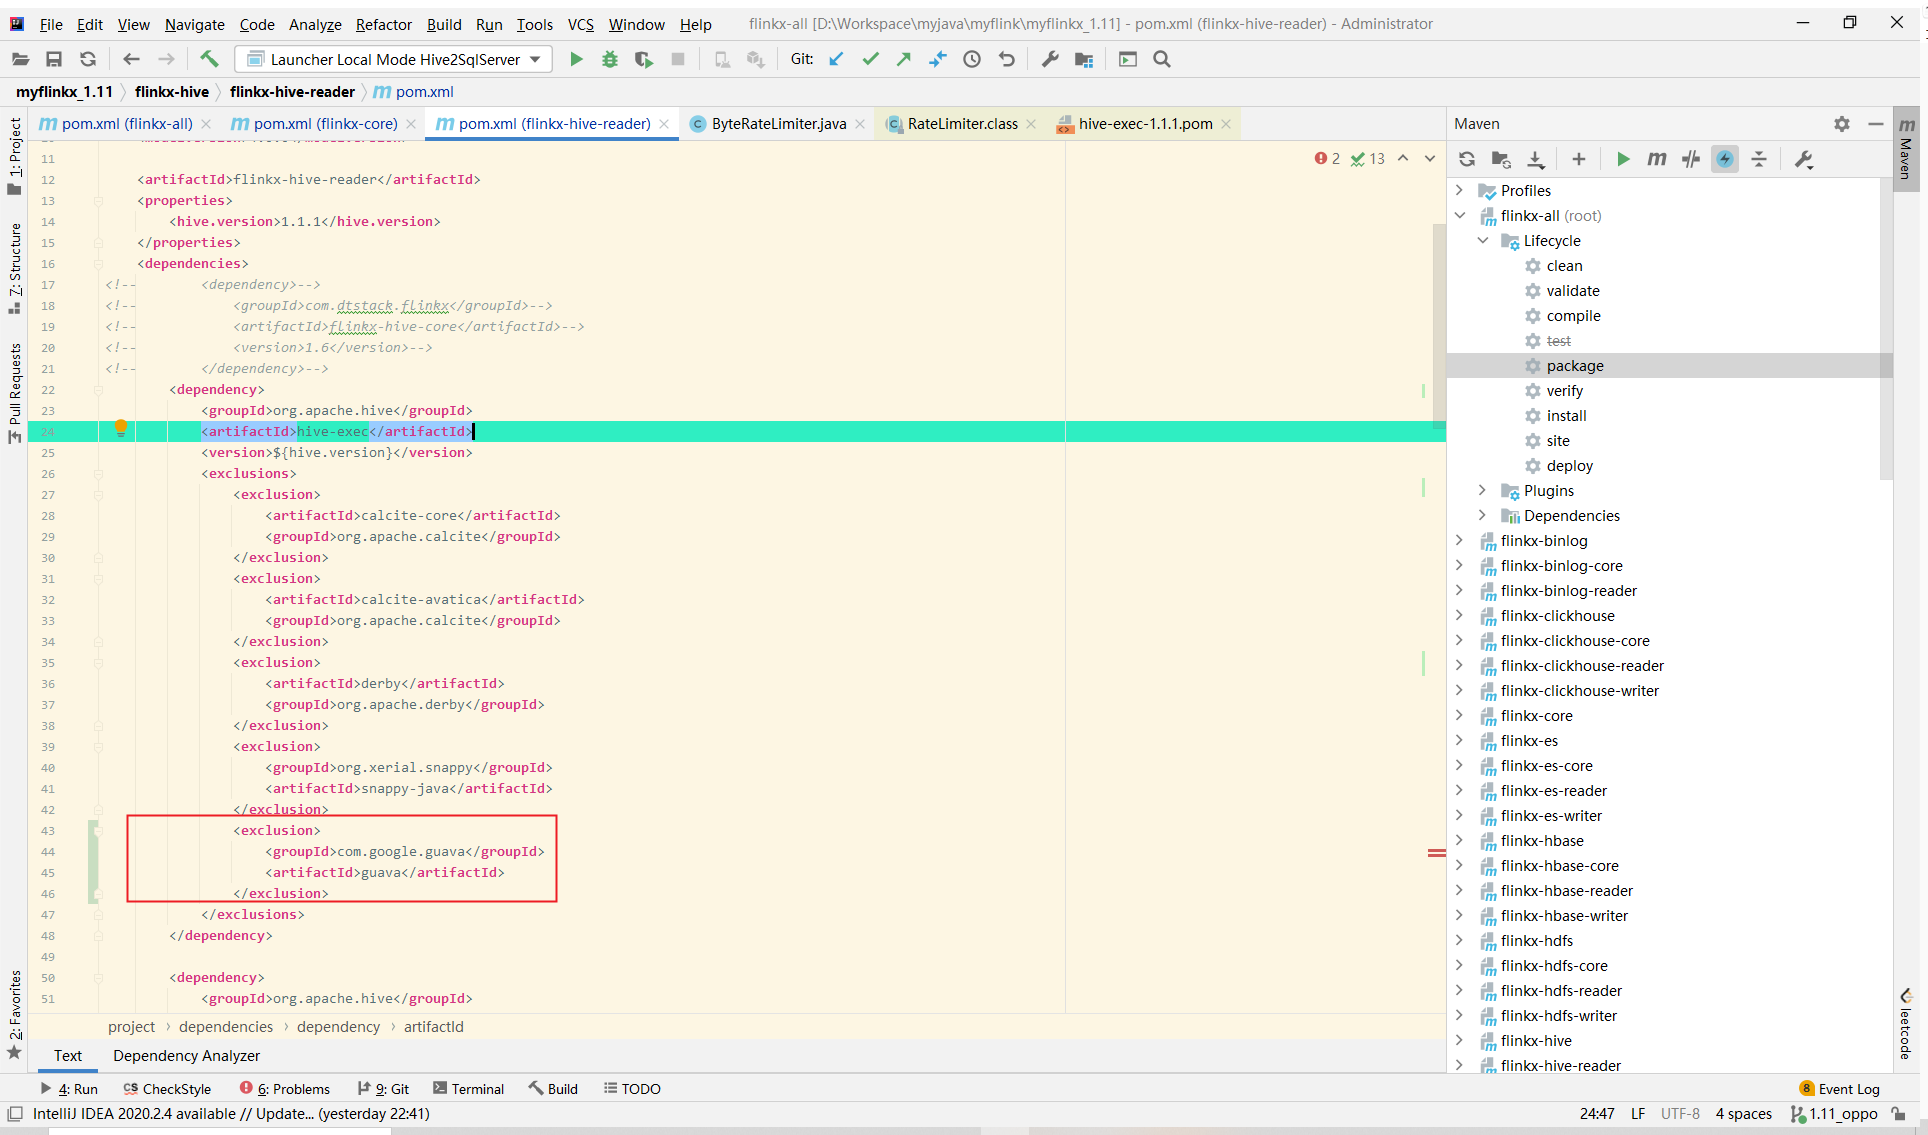 File Edit View Navigate Code Analyze Refactor Build Run Tools VCS Window Help flinkx-all [D:\Workspace\myjava\myflink\myflinkx_1.11] - pom.xml (flinkx-hive-reader) - Administrator
Launcher Local Mode Hive2SqlServer Git:
myflinkx_1.11 flinkx-hive flinkx-hive-reader m pom.xml
m pom.xml (flinkx-all) m pom.xml (flinkx-core) m pom.xml (flinkx-hive-reader) ByteRateLimiter.java RateLimiter.class hive-exec-1.1.1.pom
Maven
2 13
11
12 <artifactId>flinkx-hive-reader</artifactId>
13 <properties>
14 <hive.version>1.1.1</hive.version>
15 </properties>
16 <dependencies>
17 <!-- <dependency>-->
18 <!-- <groupId>com.dtstack.flinkx</groupId>-->
19 <!-- <artifactId>flinkx-hive-core</artifactId>-->
20 <!-- <version>1.6</version>-->
21 <!-- </dependency>-->
22 <dependency>
23 <groupId>org.apache.hive</groupId>
24 <artifactId>hive-exec</artifactId>
25 <version>${hive.version}</version>
26 <exclusions>
27 <exclusion>
28 <artifactId>calcite-core</artifactId>
29 <groupId>org.apache.calcite</groupId>
30 </exclusion>
31 <exclusion>
32 <artifactId>calcite-avatica</artifactId>
33 <groupId>org.apache.calcite</groupId>
34 </exclusion>
35 <exclusion>
36 <artifactId>derby</artifactId>
37 <groupId>org.apache.derby</groupId>
38 </exclusion>
39 <exclusion>
40 <groupId>org.xerial.snappy</groupId>
41 <artifactId>snappy-java</artifactId>
42 </exclusion>
43 <exclusion>
44 <groupId>com.google.guava</groupId>
45 <artifactId>guava</artifactId>
46 </exclusion>
47 </exclusions>
48 </dependency>
49
50 <dependency>
51 <groupId>org.apache.hive</groupId>
project › dependencies › dependency › artifactId
Text Dependency Analyzer
1: Project
7: Structure
Pull Requests
2: Favorites
Profiles
flinkx-all (root)
Lifecycle
clean
validate
compile
test
package
verify
install
site
deploy
Plugins
Dependencies
flinkx-binlog
flinkx-binlog-core
flinkx-binlog-reader
flinkx-clickhouse
flinkx-clickhouse-core
flinkx-clickhouse-reader
flinkx-clickhouse-writer
flinkx-core
flinkx-es
flinkx-es-core
flinkx-es-reader
flinkx-es-writer
flinkx-hbase
flinkx-hbase-core
flinkx-hbase-reader
flinkx-hbase-writer
flinkx-hdfs
flinkx-hdfs-core
flinkx-hdfs-reader
flinkx-hdfs-writer
flinkx-hive
flinkx-hive-reader
Maven
leetcode
4: Run CheckStyle 6: Problems 9: Git Terminal Build TODO 8 Event Log
IntelliJ IDEA 2020.2.4 available // Update... (yesterday 22:41) 24:47 LF UTF-8 4 spaces 1.11_oppo